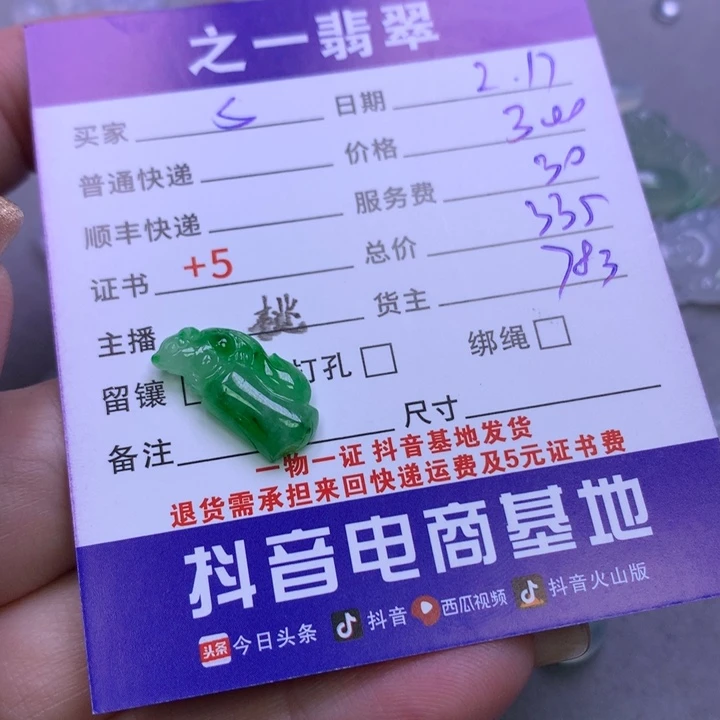 之一翡翠
买家 S 日期 2.17
普通快递 价格 300
顺丰快递 服务费 30
证书 +5 总价 335
主播 桃 货主 783
留镶 打孔 绑绳
备注 尺寸
一物一证 抖音基地发货
退货需承担来回快递运费及5元证书费
抖音电商基地
头条 今日头条 抖音 西瓜视频 抖音火山版